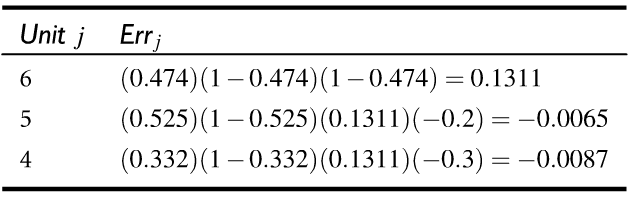 Unit j Err_j
6 (0.474)(1 − 0.474)(1 − 0.474) = 0.1311
5 (0.525)(1 − 0.525)(0.1311)(−0.2) = −0.0065
4 (0.332)(1 − 0.332)(0.1311)(−0.3) = −0.0087